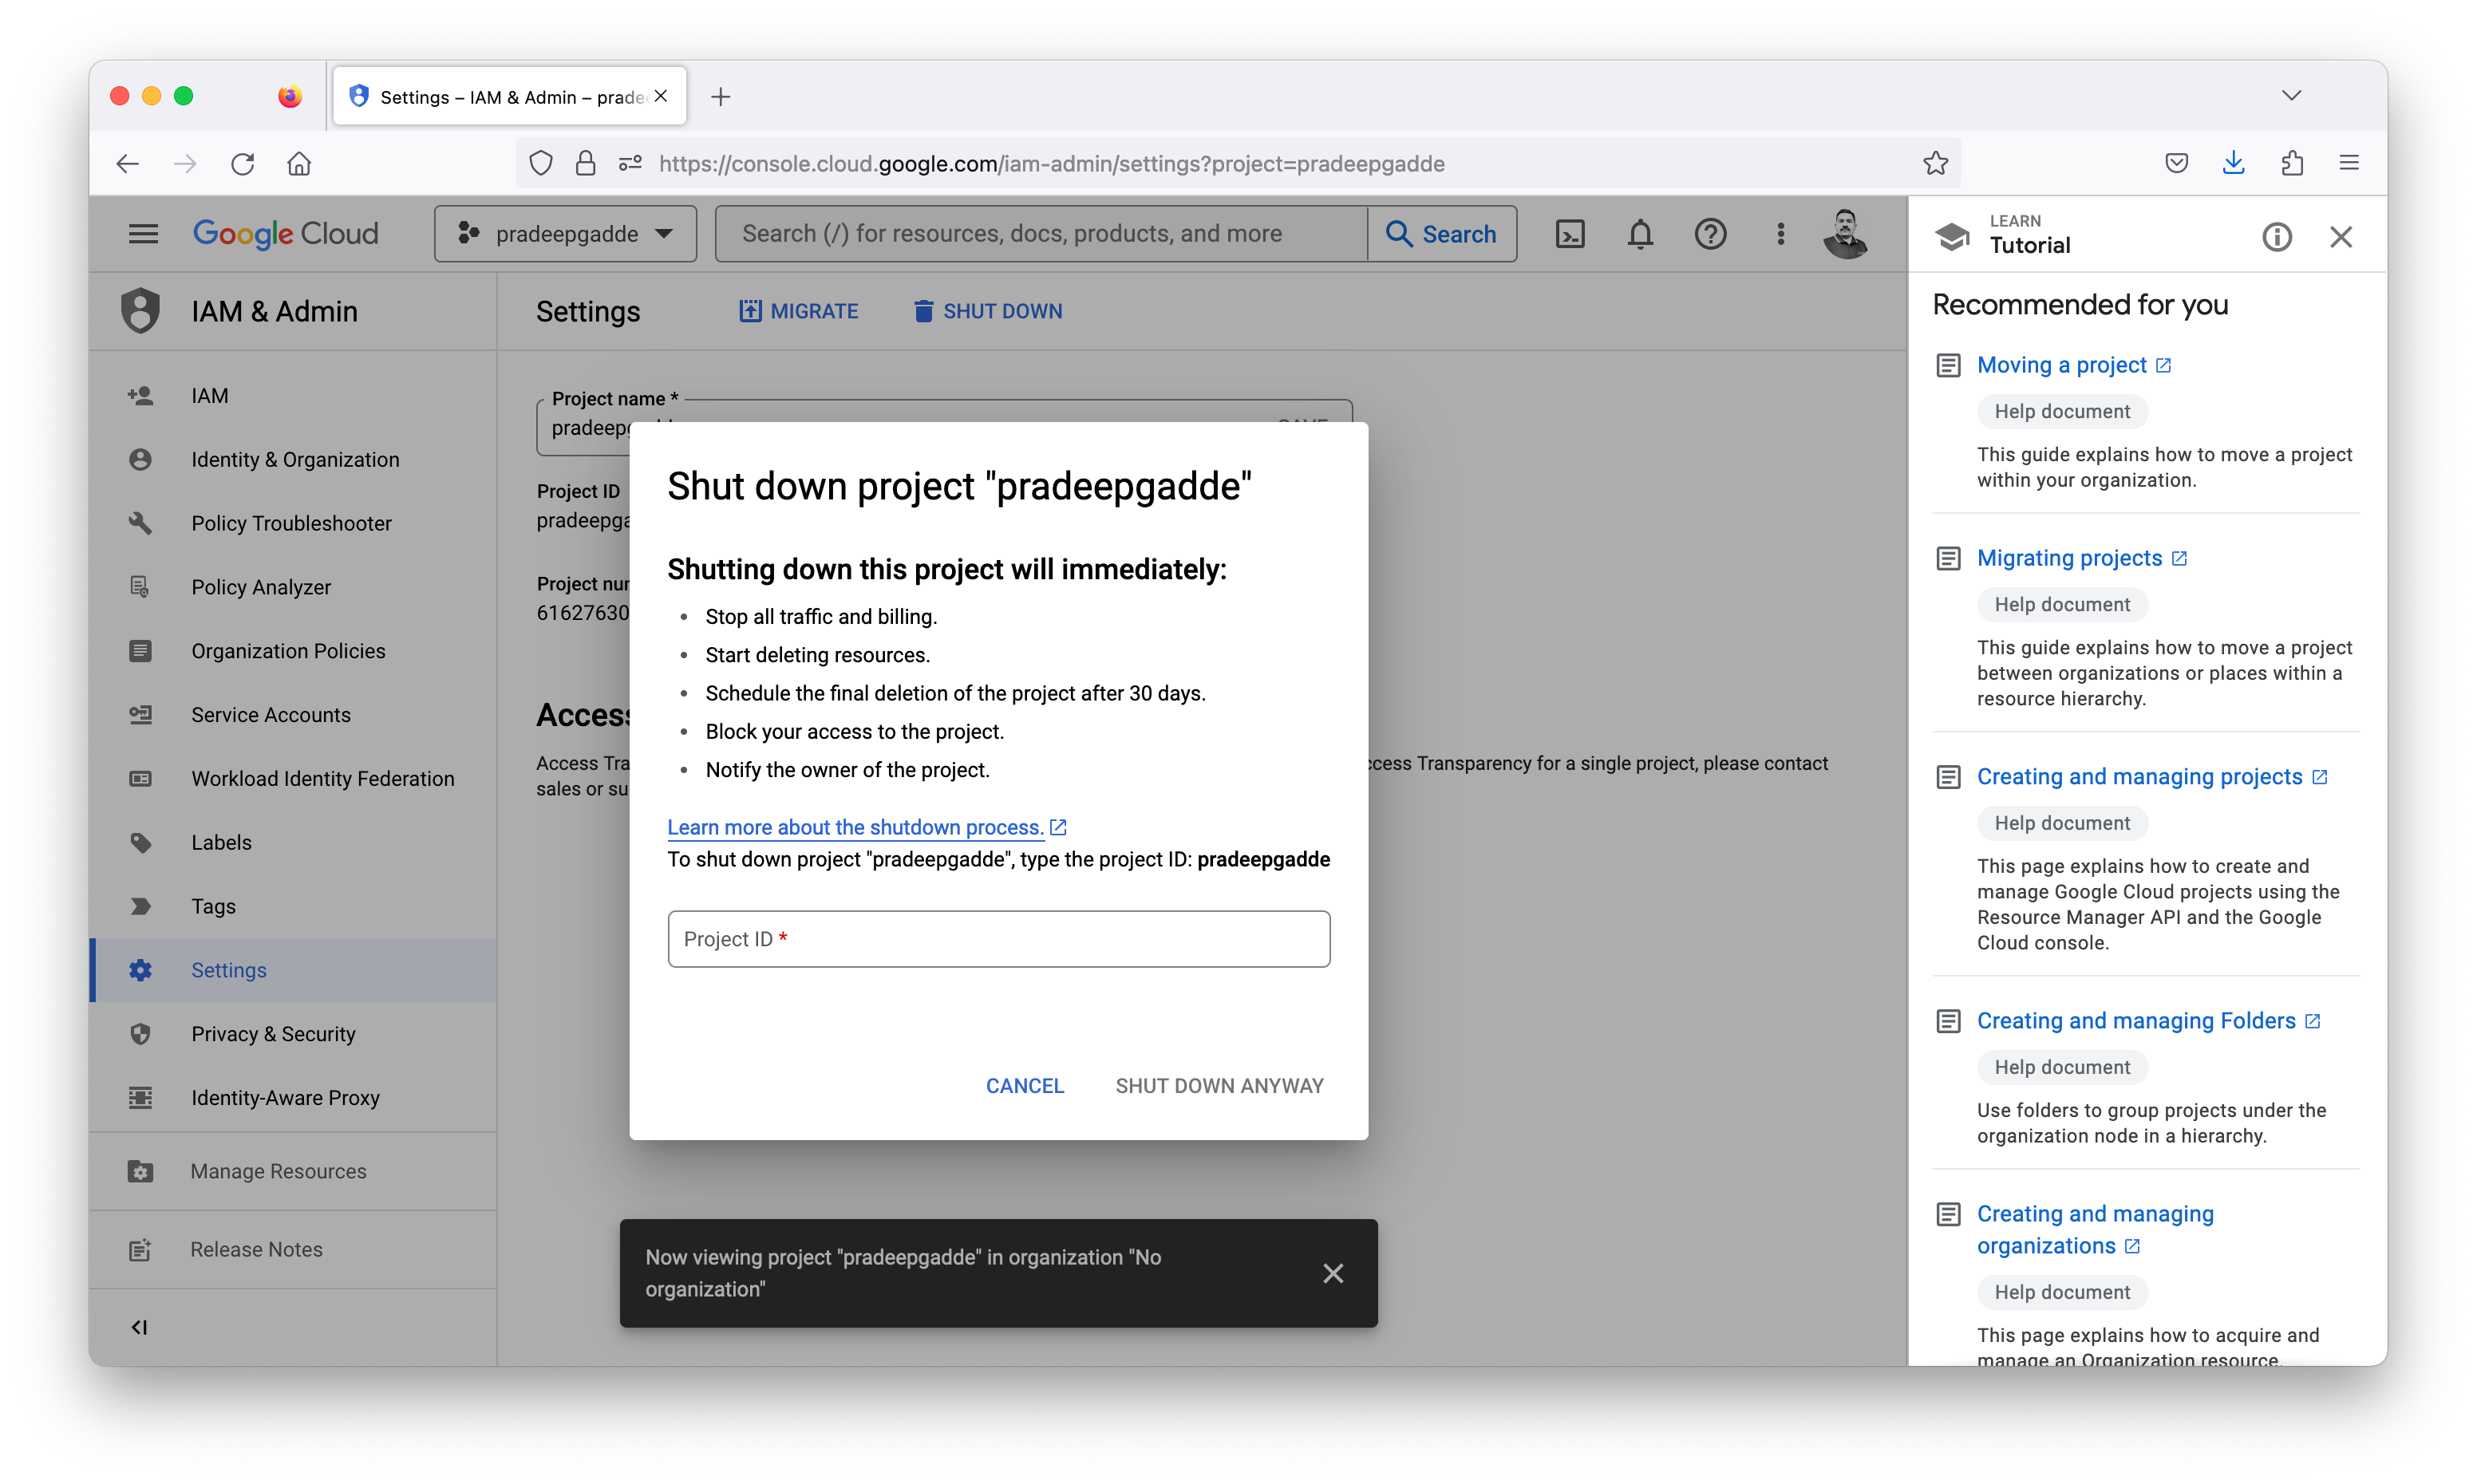 Settings – IAM & Admin – prade
https://console.cloud.google.com/iam-admin/settings?project=pradeepgadde
Google Cloud
pradeepgadde
Search (/) for resources, docs, products, and more
Search
LEARN
Tutorial
IAM & Admin
Settings
MIGRATE
SHUT DOWN
IAM
Identity & Organization
Policy Troubleshooter
Policy Analyzer
Organization Policies
Service Accounts
Workload Identity Federation
Labels
Tags
Settings
Privacy & Security
Identity-Aware Proxy
Manage Resources
Release Notes
Project name *
pradeepg
Project ID
pradeepga
Project nur
61627630
Access
Access Tra
ccess Transparency for a single project, please contact
sales or su
Shut down project "pradeepgadde"
Shutting down this project will immediately:
• Stop all traffic and billing.
• Start deleting resources.
• Schedule the final deletion of the project after 30 days.
• Block your access to the project.
• Notify the owner of the project.
Learn more about the shutdown process.
To shut down project "pradeepgadde", type the project ID: pradeepgadde
Project ID *
CANCEL
SHUT DOWN ANYWAY
Now viewing project "pradeepgadde" in organization "No
organization"
Recommended for you
Moving a project
Help document
This guide explains how to move a project
within your organization.
Migrating projects
Help document
This guide explains how to move a project
between organizations or places within a
resource hierarchy.
Creating and managing projects
Help document
This page explains how to create and
manage Google Cloud projects using the
Resource Manager API and the Google
Cloud console.
Creating and managing Folders
Help document
Use folders to group projects under the
organization node in a hierarchy.
Creating and managing
organizations
Help document
This page explains how to acquire and
manage an Organization resource.